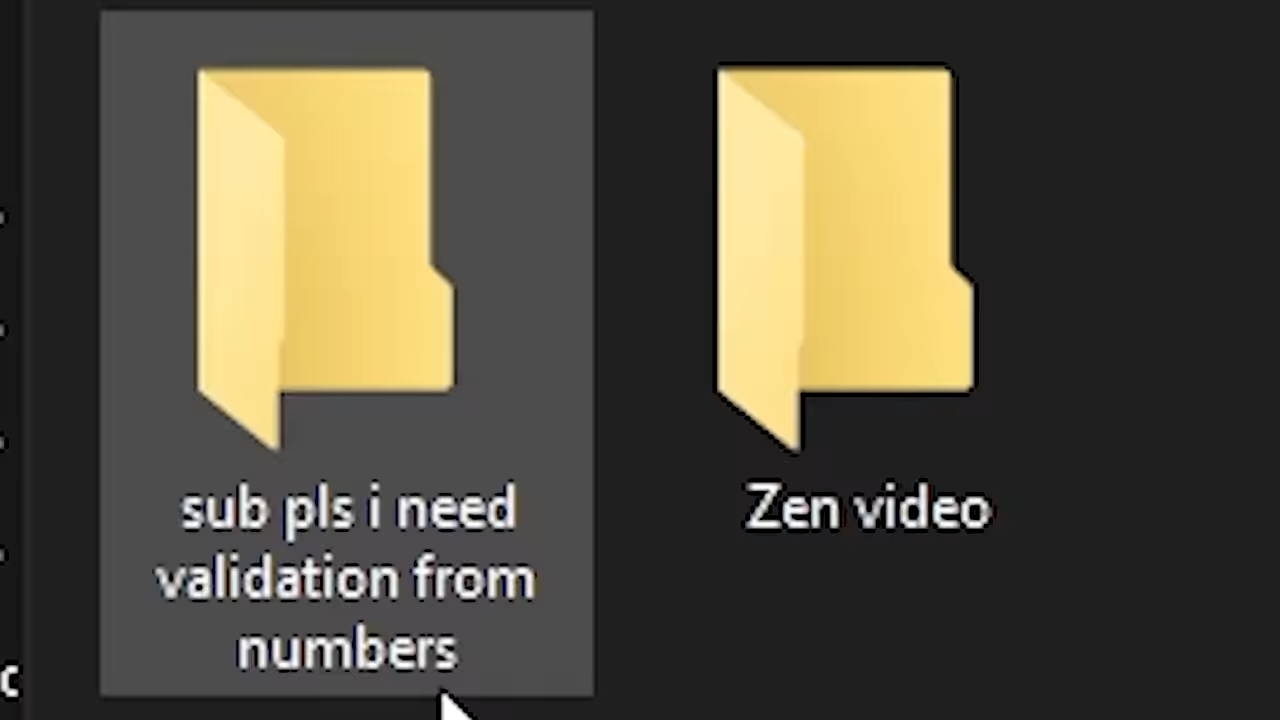 sub pls i need
validation from
numbers
Zen video